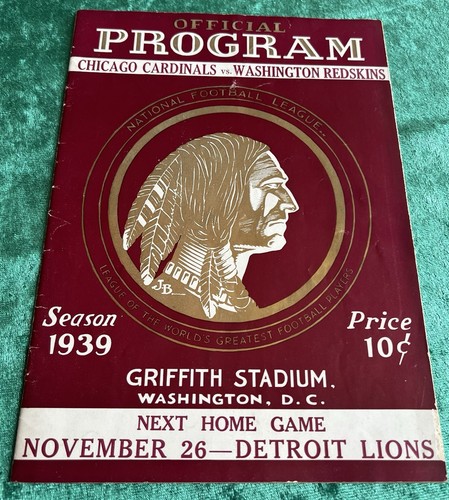 OFFICIAL
PROGRAM
CHICAGO CARDINALS vs. WASHINGTON REDSKINS
NATIONAL FOOTBALL LEAGUE
JB
LEAGUE OF THE WORLD'S GREATEST FOOTBALL PLAYERS
Season
1939
Price
10¢
GRIFFITH STADIUM.
WASHINGTON, D.C.
NEXT HOME GAME
NOVEMBER 26—DETROIT LIONS